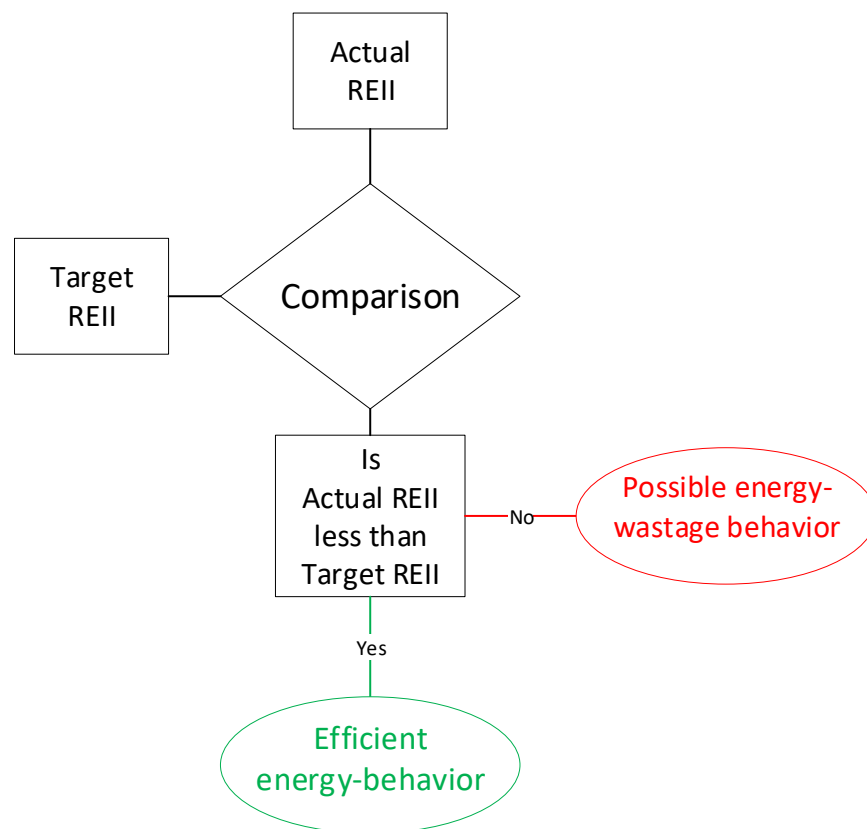 Actual
REII
Target
REII
Comparison
Is
Actual REII
less than
Target REII
No
Possible energy-
wastage behavior
Yes
Efficient
energy-behavior